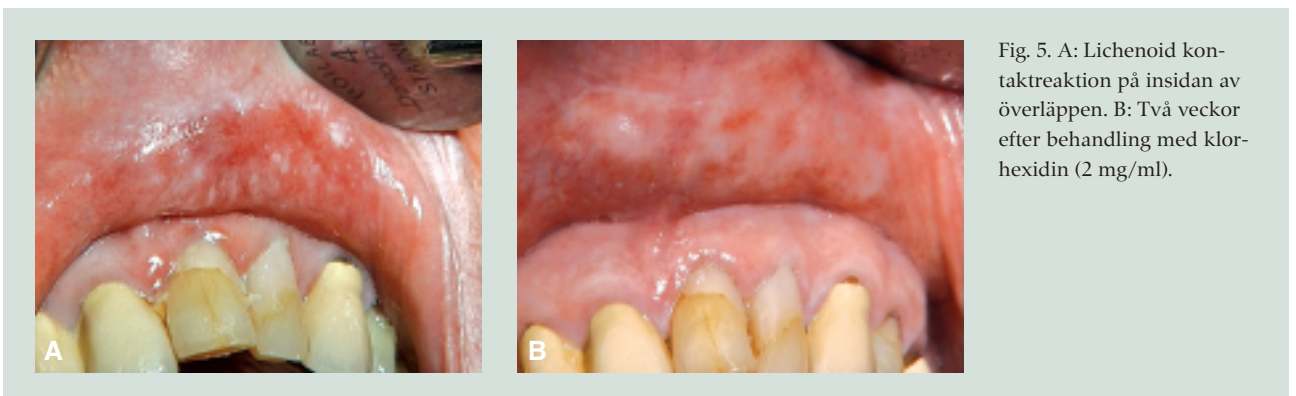 Fig. 5. A: Lichenoid kon-
taktreaktion på insidan av
överläppen. B: Två veckor
efter behandling med klor-
hexidin (2 mg/ml).
A
B